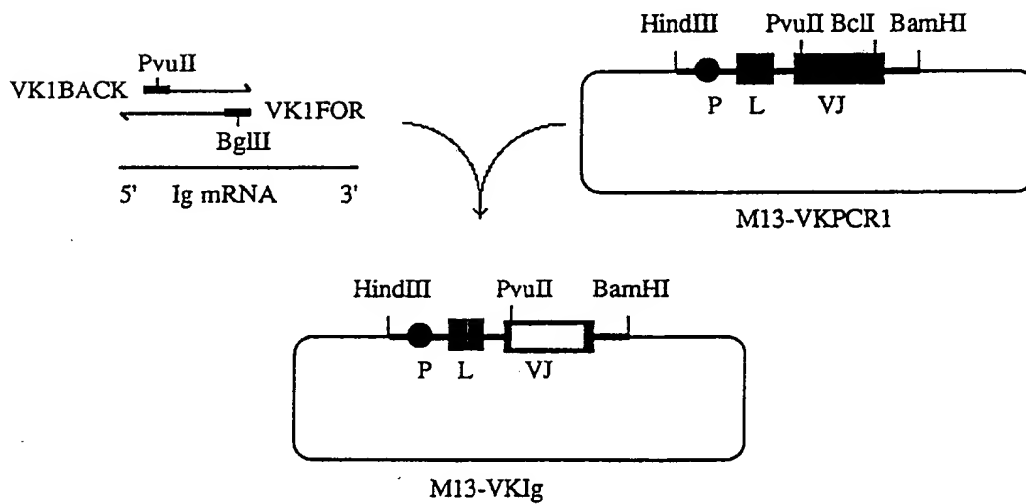 PvuII
VK1BACK
VK1FOR
BglII
5' Ig mRNA 3'
HindIII PvuII BclI BamHI
P L VJ
M13-VKPCR1
HindIII PvuII BamHI
P L VJ
M13-VKIg